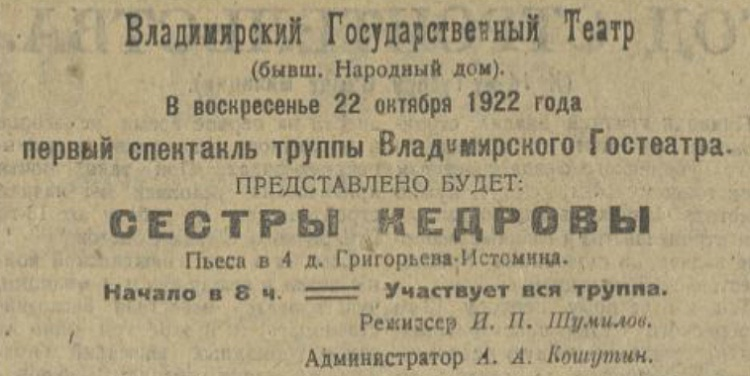 Владимирский Государственный Театр
(бывш. Народный дом).
В воскресенье 22 октября 1922 года
первый спектакль труппы Владимирского Гостеатра.
ПРЕДСТАВЛЕНО БУДЕТ:
СЕСТРЫ КЕДРОВЫ
Пьеса в 4 д. Григорьева-Истомина.
Начало в 8 ч. Участвует вся труппа.
Режиссер И. П. Шумилов.
Администратор А. А. Кошутин.